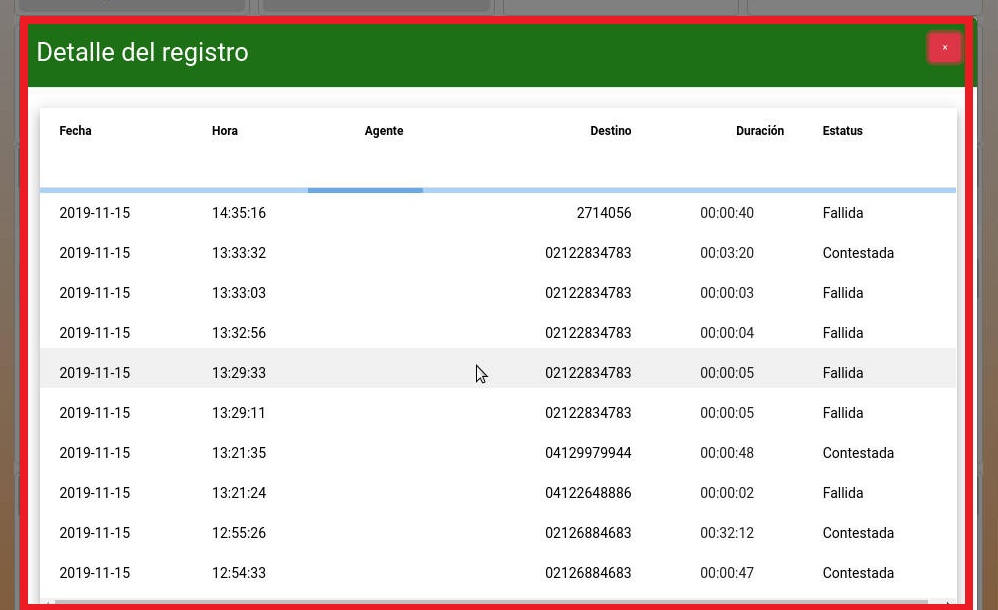 Detalle del registro ×
Fecha Hora Agente Destino Duración Estatus
2019-11-15 14:35:16 2714056 00:00:40 Fallida
2019-11-15 13:33:32 02122834783 00:03:20 Contestada
2019-11-15 13:33:03 02122834783 00:00:03 Fallida
2019-11-15 13:32:56 02122834783 00:00:04 Fallida
2019-11-15 13:29:33 02122834783 00:00:05 Fallida
2019-11-15 13:29:11 02122834783 00:00:05 Fallida
2019-11-15 13:21:35 04129979944 00:00:48 Contestada
2019-11-15 13:21:24 04122648886 00:00:02 Fallida
2019-11-15 12:55:26 02126884683 00:32:12 Contestada
2019-11-15 12:54:33 02126884683 00:00:47 Contestada